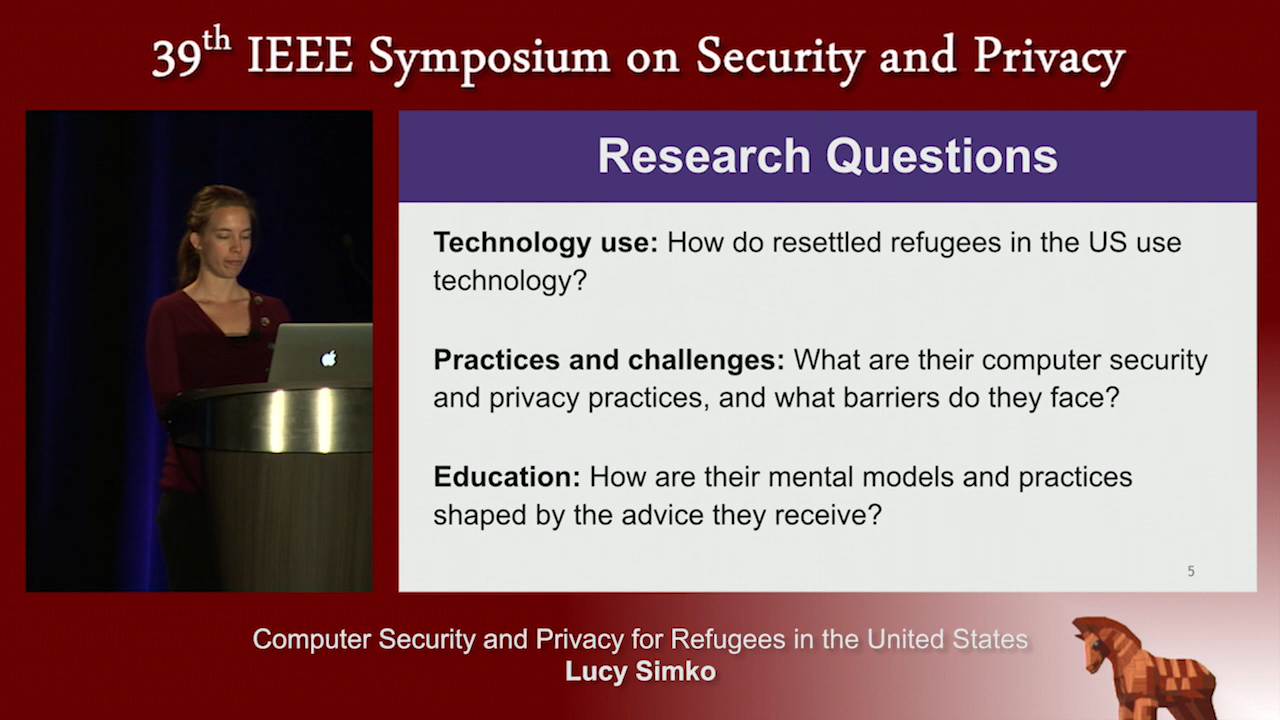 39th IEEE Symposium on Security and Privacy
Research Questions
Technology use: How do resettled refugees in the US use
technology?
Practices and challenges: What are their computer security
and privacy practices, and what barriers do they face?
Education: How are their mental models and practices
shaped by the advice they receive?
5
Computer Security and Privacy for Refugees in the United States
Lucy Simko